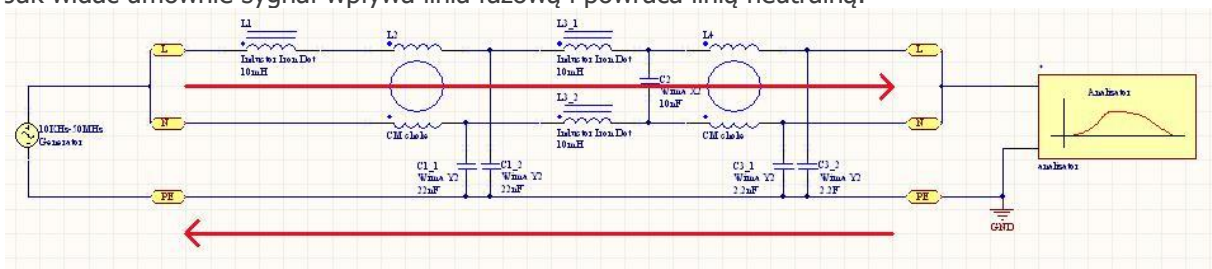 Jak widać umownie sygnał wpływa linią fazową i powraca linią neutralną.
L1
L2
L3_1
L4
L
L
Inductor Iron Dot
10mH
Inductor Iron Dot
10mH
C2
Wima X2
10nF
Analizator
L3_2
10KHs-50MHs
Generator
N
N
CM choke
Inductor Iron Dot
10mH
CM choke
analizator
C1_1
Wima Y2
22nF
C1_2
Wima Y2
22nF
C3_1
Wima Y2
2.2nF
C3_2
Wima Y2
2.2F
PE
PE
GND